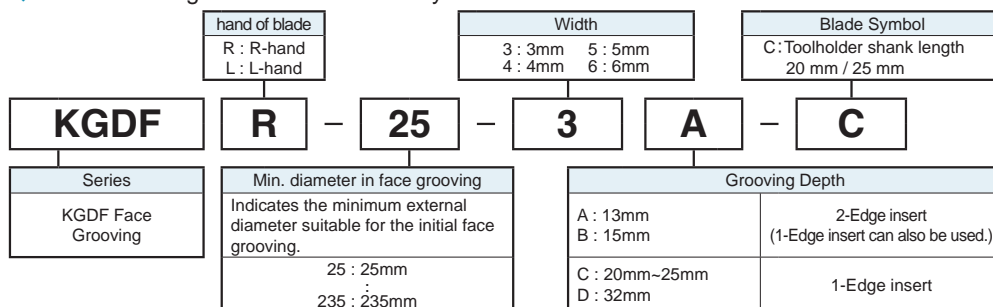 hand of blade
R : R-hand
L : L-hand
Width
3 : 3mm 5 : 5mm
4 : 4mm 6 : 6mm
Blade Symbol
C:Toolholder shank length
20 mm / 25 mm
KGDF R – 25 – 3 A – C
Series
KGDF Face
Grooving
Min. diameter in face grooving
Indicates the minimum external
diameter suitable for the initial face
grooving.
25 : 25mm
:
235 : 235mm
Grooving Depth
A : 13mm
B : 15mm
2-Edge insert
(1-Edge insert can also be used.)
C : 20mm~25mm
D : 32mm
1-Edge insert